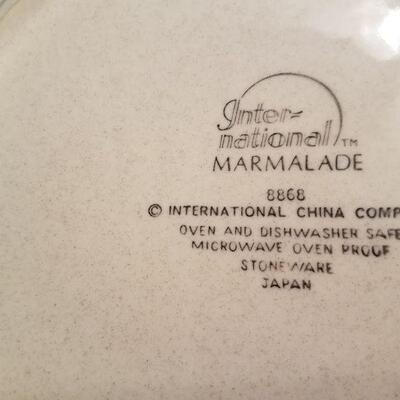 Inter-
national TM
MARMALADE
8868
© INTERNATIONAL CHINA COMP
OVEN AND DISHWASHER SAFE
MICROWAVE OVEN PROOF
STONEWARE
JAPAN